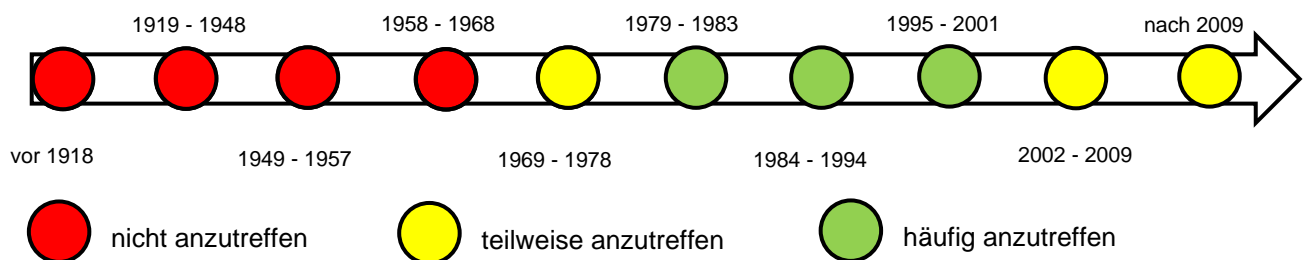 1919 - 1948 1958 - 1968 1979 - 1983 1995 - 2001 nach 2009
vor 1918 1949 - 1957 1969 - 1978 1984 - 1994 2002 - 2009
nicht anzutreffen teilweise anzutreffen häufig anzutreffen